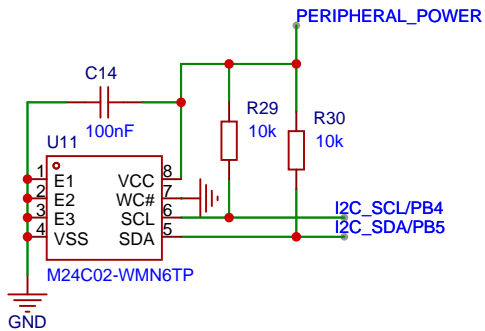 PERIPHERAL_POWER
C14
100nF
R29
10k
R30
10k
U11
1 E1 VCC 8
2 E2 WC# 7
3 E3 SCL 6
4 VSS SDA 5
I2C_SCL/PB4
I2C_SDA/PB5
M24C02-WMN6TP
GND